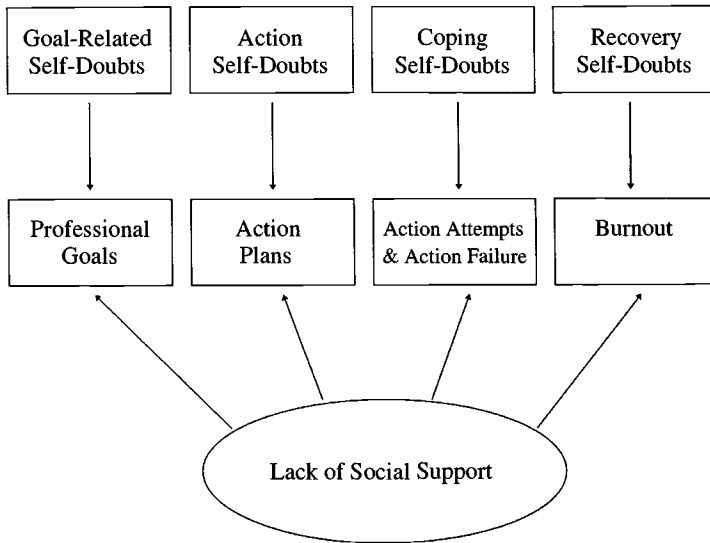 Goal-Related
Self-Doubts
Action
Self-Doubts
Coping
Self-Doubts
Recovery
Self-Doubts
Professional
Goals
Action
Plans
Action Attempts
& Action Failure
Burnout
Lack of Social Support